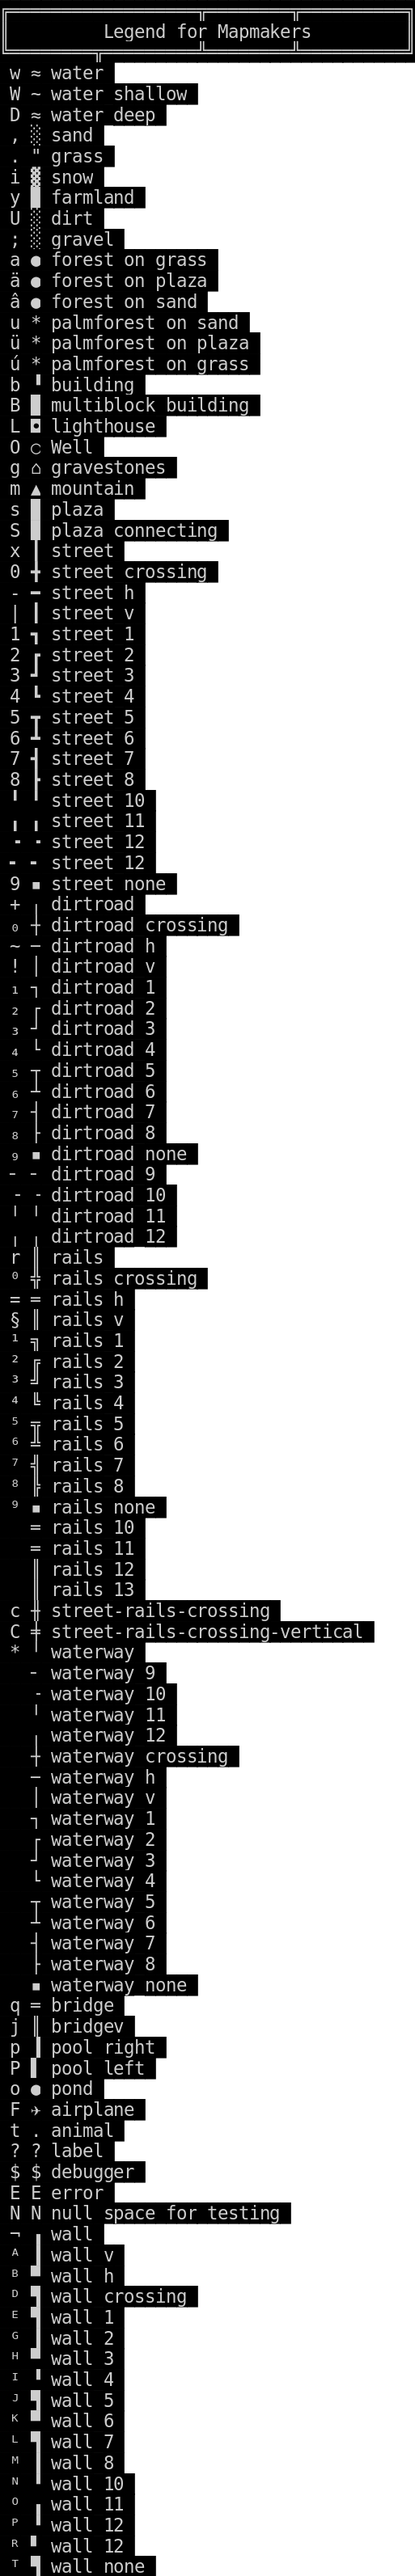 Legend for Mapmakers
w ≈ water
W ~ water shallow
D ≈ water deep
, ░ sand
. " grass
i ▓ snow
y █ farmland
U ░ dirt
; ░ gravel
a ● forest on grass
ä ● forest on plaza
â ● forest on sand
u * palmforest on sand
ü * palmforest on plaza
ú * palmforest on grass
b ▝ building
B █ multiblock building
L ◘ lighthouse
O ○ Well
g ⌂ gravestones
m ▲ mountain
s █ plaza
S █ plaza connecting
x ┃ street
0 ╋ street crossing
- ━ street h
| ┃ street v
1 ┓ street 1
2 ┏ street 2
3 ┛ street 3
4 ┗ street 4
5 ┳ street 5
6 ┻ street 6
7 ┫ street 7
8 ┣ street 8
╹ ╹ street 10
╻ ╻ street 11
╺ ╺ street 12
╸ ╸ street 12
9 ▪ street none
+ ╷ dirtroad
₀ ┼ dirtroad crossing
~ ─ dirtroad h
! │ dirtroad v
₁ ┐ dirtroad 1
₂ ┌ dirtroad 2
₃ ┘ dirtroad 3
₄ └ dirtroad 4
₅ ┬ dirtroad 5
₆ ┴ dirtroad 6
₇ ┤ dirtroad 7
₈ ├ dirtroad 8
₉ ▪ dirtroad none
╴ ╴ dirtroad 9
╶ ╶ dirtroad 10
╵ ╵ dirtroad 11
╷ ╷ dirtroad 12
r ║ rails
⁰ ╬ rails crossing
= ═ rails h
§ ║ rails v
¹ ╗ rails 1
² ╔ rails 2
³ ╝ rails 3
⁴ ╚ rails 4
⁵ ╦ rails 5
⁶ ╩ rails 6
⁷ ╣ rails 7
⁸ ╠ rails 8
⁹ ▪ rails none
═ rails 10
═ rails 11
║ rails 12
║ rails 13
c ╫ street-rails-crossing
C ╪ street-rails-crossing-vertical
* ╵ waterway
╴ waterway 9
╶ waterway 10
╵ waterway 11
╷ waterway 12
┼ waterway crossing
─ waterway h
│ waterway v
┐ waterway 1
┌ waterway 2
┘ waterway 3
└ waterway 4
┬ waterway 5
┴ waterway 6
┤ waterway 7
├ waterway 8
▪ waterway none
q = bridge
j ║ bridgev
p ▐ pool right
P ▌ pool left
o ● pond
F ✈ airplane
t . animal
? ? label
$ $ debugger
E E error
N N null space for testing
¬ ▗ wall
ᴬ ▐ wall v
ᴮ ▀ wall h
ᴰ ▜ wall crossing
ᴱ ▜ wall 1
ᴳ ▐ wall 2
ᴴ ▀ wall 3
ᴵ ▝ wall 4
ᴶ ▜ wall 5
ᴷ ▀ wall 6
ᴸ ▜ wall 7
ᴹ ▐ wall 8
ᴺ ▝ wall 10
ᴼ ▗ wall 11
ᴾ ▝ wall 12
ᴿ ▘ wall 12
ᵀ ▜ wall none